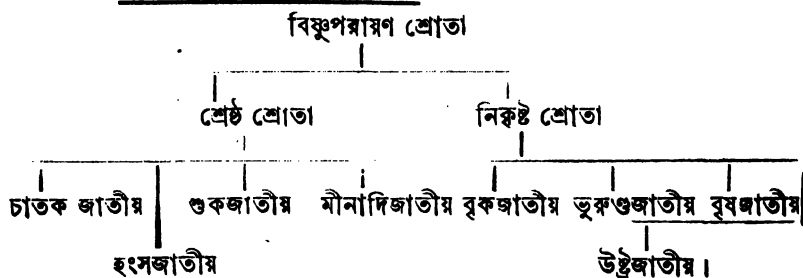 বিষ্ণুপরায়ণ শ্রোতা
শ্রেষ্ঠ শ্রোতা নিকৃষ্ট শ্রোতা
চাতক জাতীয় শুকজাতীয় মীনাদিজাতীয় বৃকজাতীয় ভুরুণ্ডজাতীয় বৃষজাতীয়
হংসজাতীয় উষ্ট্রজাতীয়।